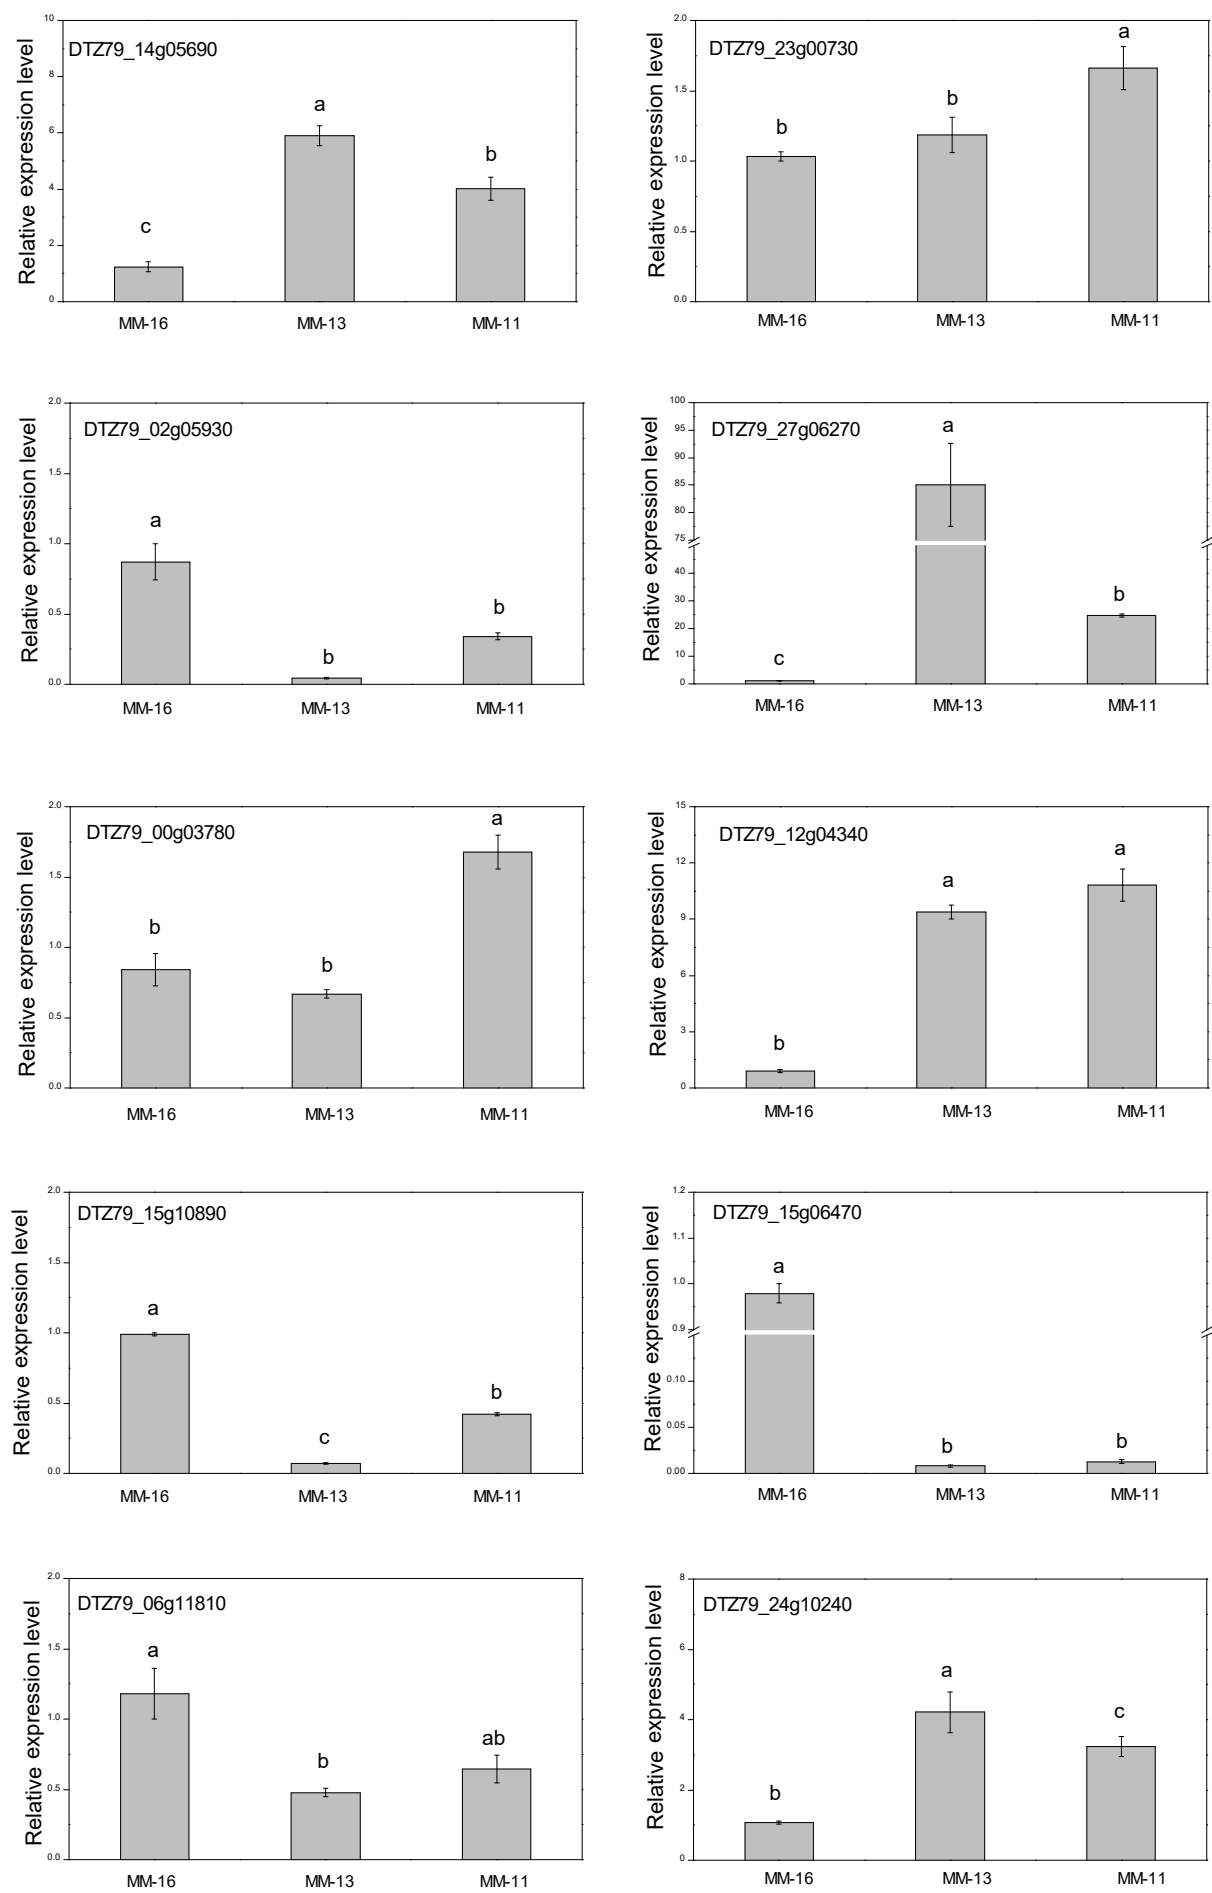 DTZ79_14g05690
Relative expression level
10
8
6
4
2
0
c
a
b
MM-16
MM-13
MM-11
DTZ79_23g00730
Relative expression level
2.0
1.5
1.0
0.5
0.0
b
b
a
MM-16
MM-13
MM-11
DTZ79_02g05930
Relative expression level
2.0
1.5
1.0
0.5
0.0
a
b
b
MM-16
MM-13
MM-11
DTZ79_27g06270
Relative expression level
100
95
90
85
80
75
40
30
20
10
0
c
a
b
MM-16
MM-13
MM-11
DTZ79_00g03780
Relative expression level
2.0
1.5
1.0
0.5
0.0
b
b
a
MM-16
MM-13
MM-11
DTZ79_12g04340
Relative expression level
15
12
9
6
3
0
b
a
a
MM-16
MM-13
MM-11
DTZ79_15g10890
Relative expression level
2.0
1.5
1.0
0.5
0.0
a
c
b
MM-16
MM-13
MM-11
DTZ79_15g06470
Relative expression level
1.2
1.1
1.0
0.9
0.10
0.05
0.00
a
b
b
MM-16
MM-13
MM-11
DTZ79_06g11810
Relative expression level
2.0
1.5
1.0
0.5
0.0
a
b
ab
MM-16
MM-13
MM-11
DTZ79_24g10240
Relative expression level
8
6
4
2
0
b
a
c
MM-16
MM-13
MM-11